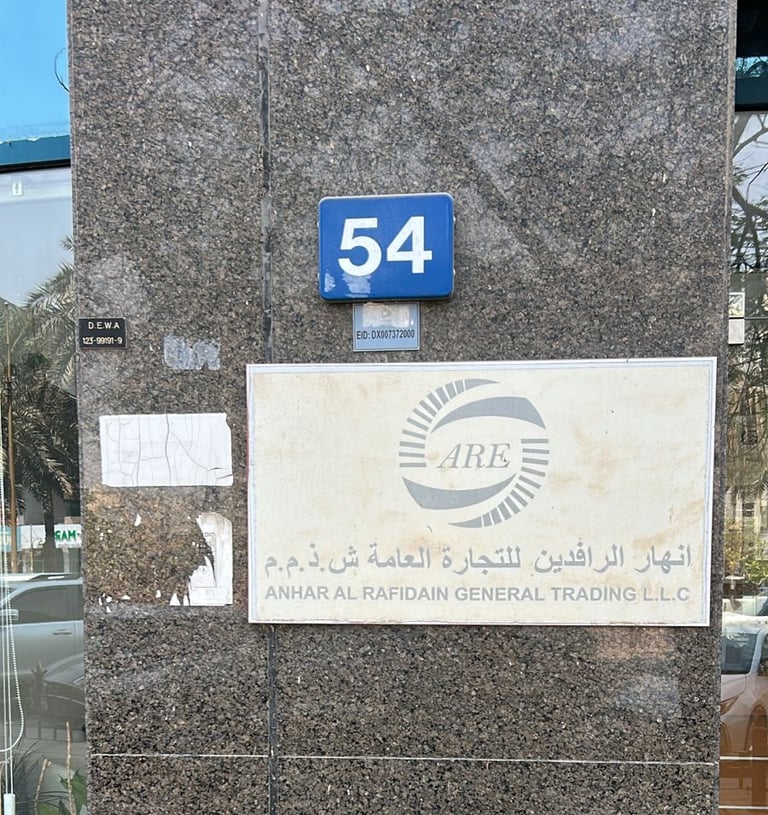 54
EID: DX007372000
D.E.W.A
123-99191-9
ARE
انهار الرافدين للتجارة العامة ش.ذ.م.م
ANHAR AL RAFIDAIN GENERAL TRADING L.L.C